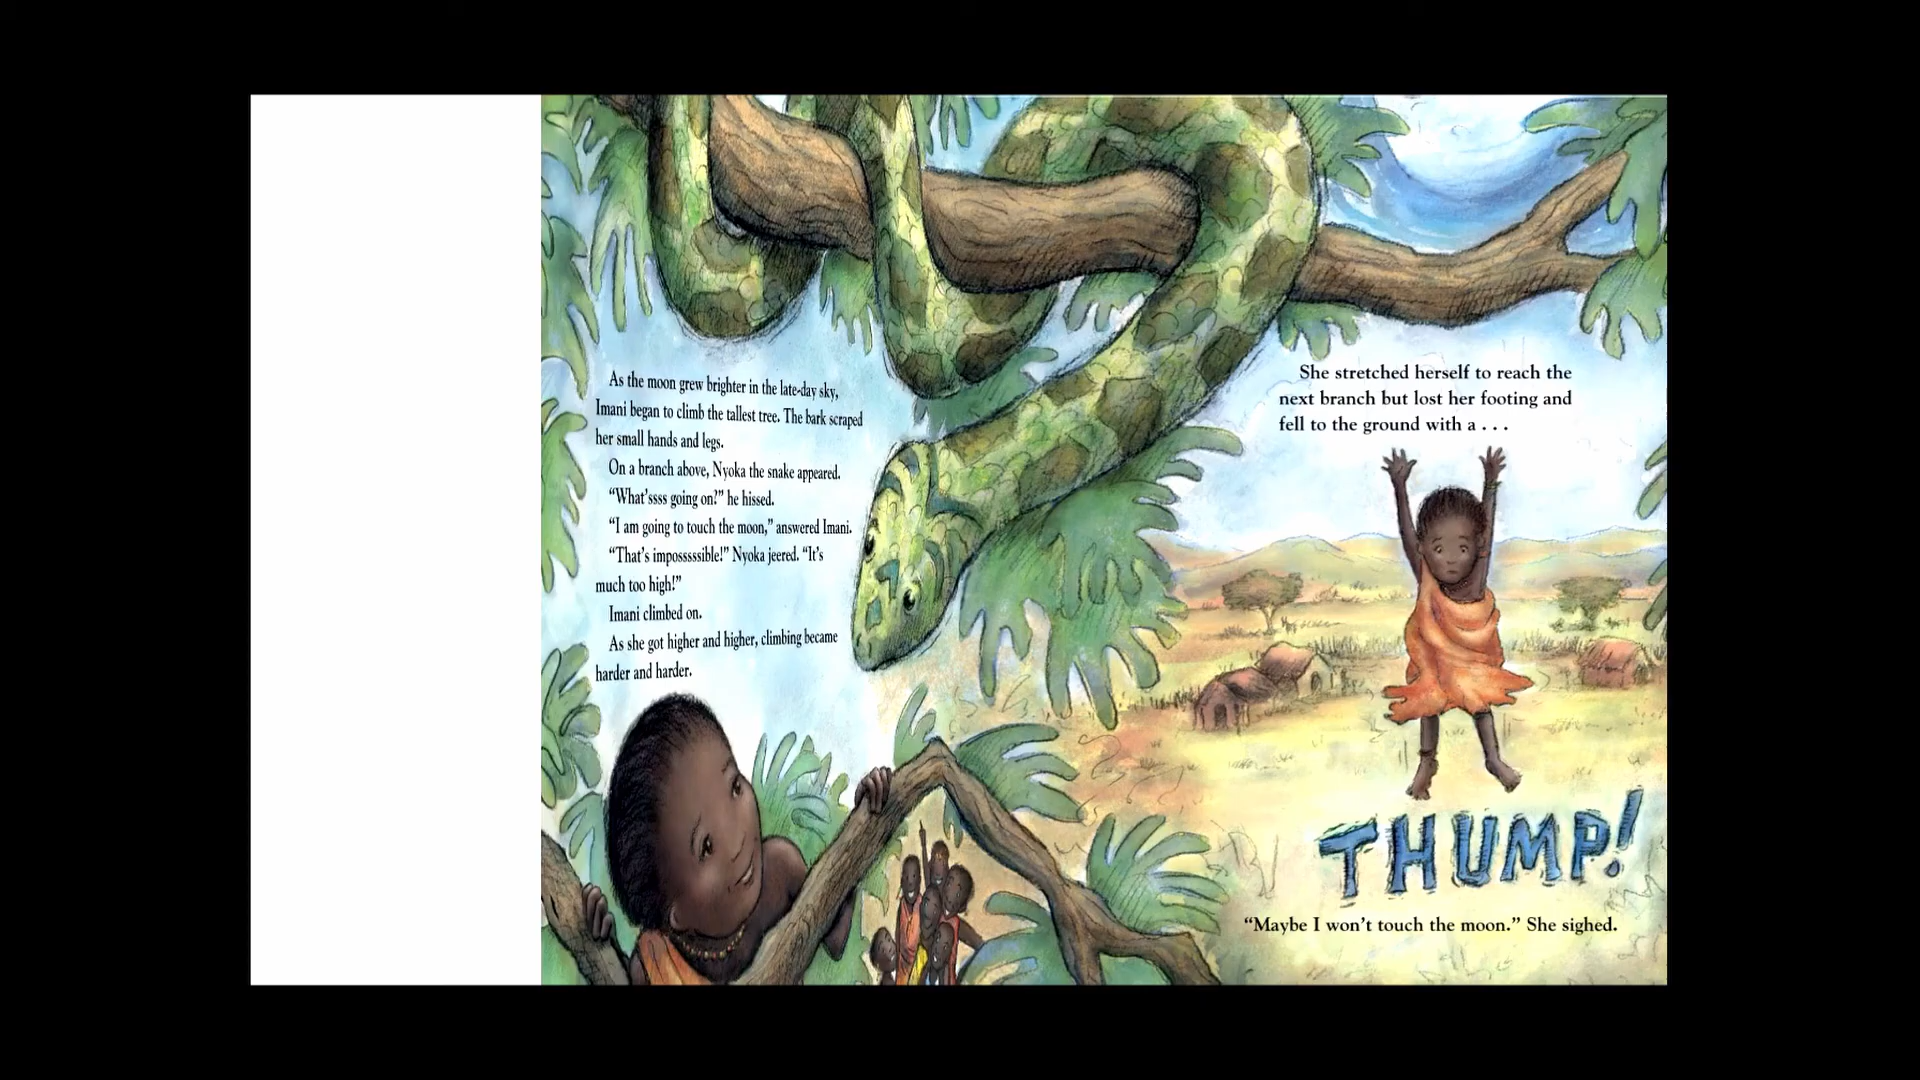 As the moon grew brighter in the late-day sky,
Imani began to climb the tallest tree. The bark scraped
her small hands and legs.
On a branch above, Nyoka the snake appeared.
“What’ssss going on?” he hissed.
“I am going to touch the moon,” answered Imani.
“That’s impossssssible!” Nyoka jeered. “It’s
much too high!”
Imani climbed on.
As she got higher and higher, climbing became
harder and harder.
She stretched herself to reach the
next branch but lost her footing and
fell to the ground with a . . .
THUMP!
“Maybe I won’t touch the moon.” She sighed.